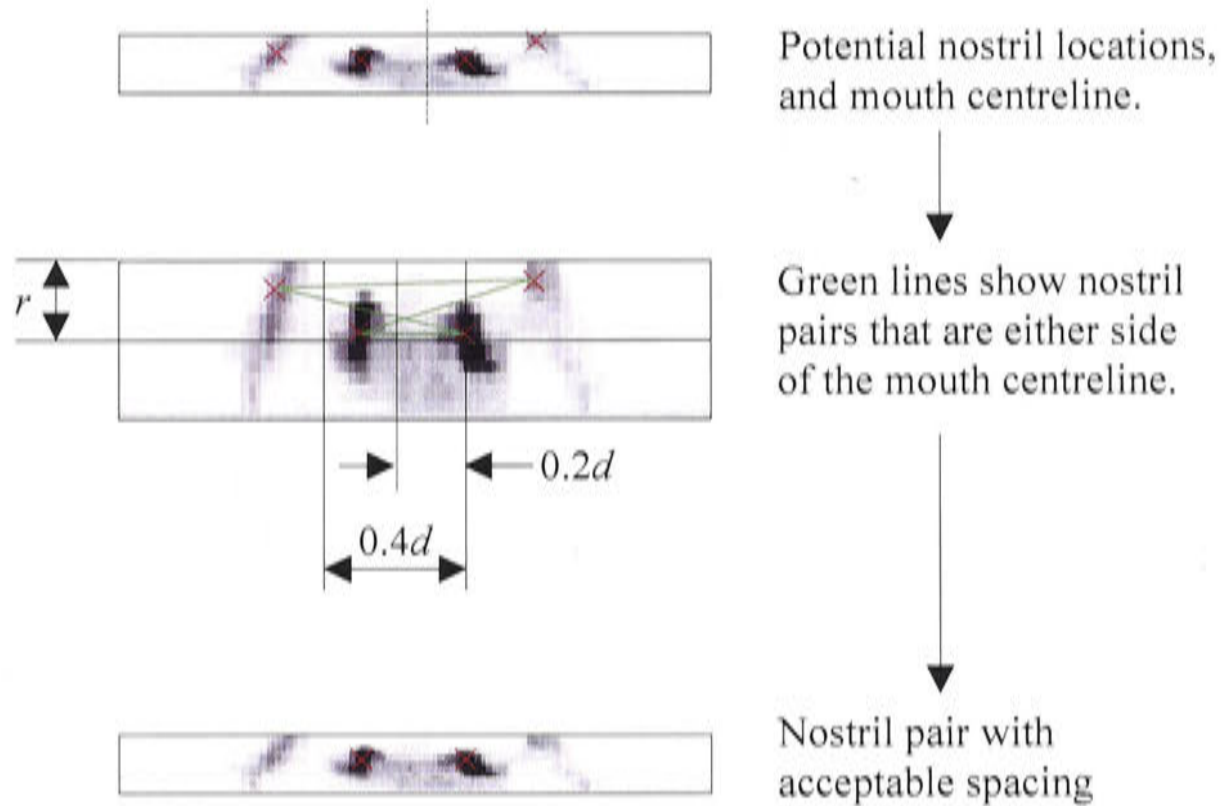 Potential nostril locations,
and mouth centreline.
r
Green lines show nostril
pairs that are either side
of the mouth centreline.
0.2d
0.4d
Nostril pair with
acceptable spacing